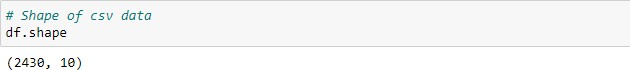 # Shape of csv data
df.shape
(2430, 10)